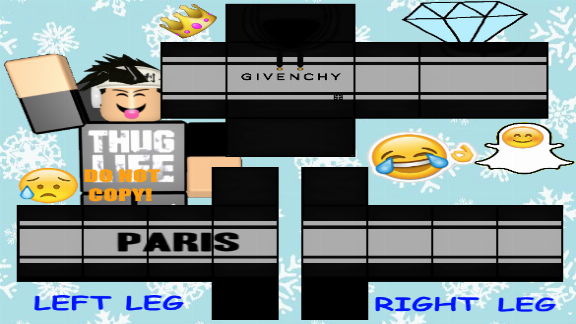 GIVENCHY
THUG
LIFE
DO NOT
COPY!
PARIS
LEFT LEG
RIGHT LEG